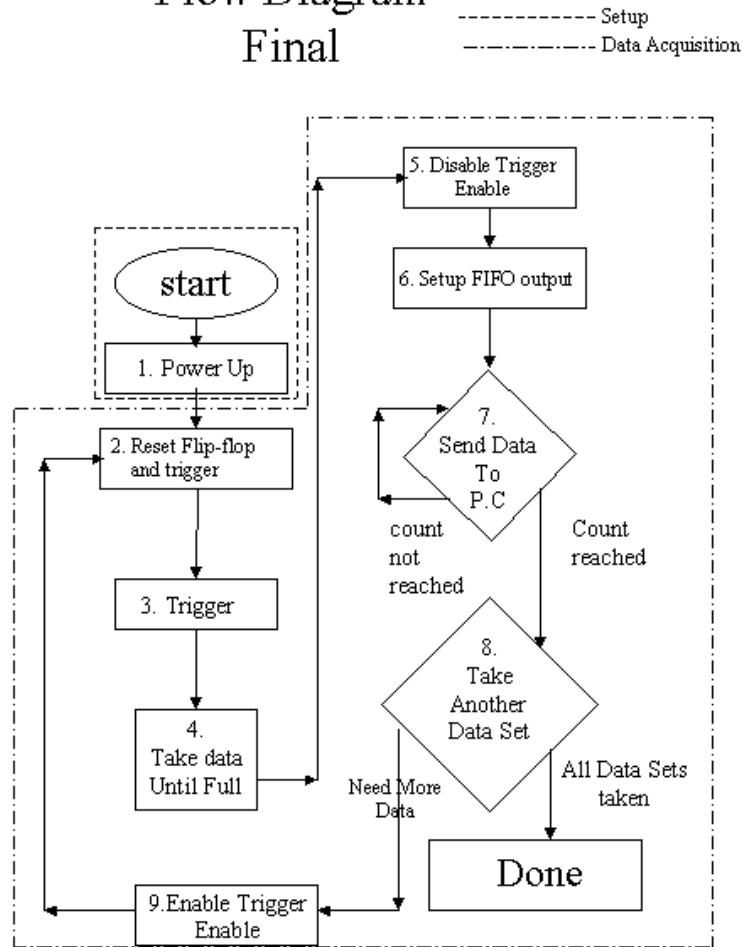 Flow Diagram
Final
Setup
Data Acquisition
start
1. Power Up
2. Reset Flip-flop
and trigger
3. Trigger
4.
Take data
Until Full
5. Disable Trigger
Enable
6. Setup FIFO output
7.
Send Data
To
P.C
count
not
reached
Count
reached
8.
Take
Another
Data Set
Need More
Data
All Data Sets
taken
9.Enable Trigger
Enable
Done